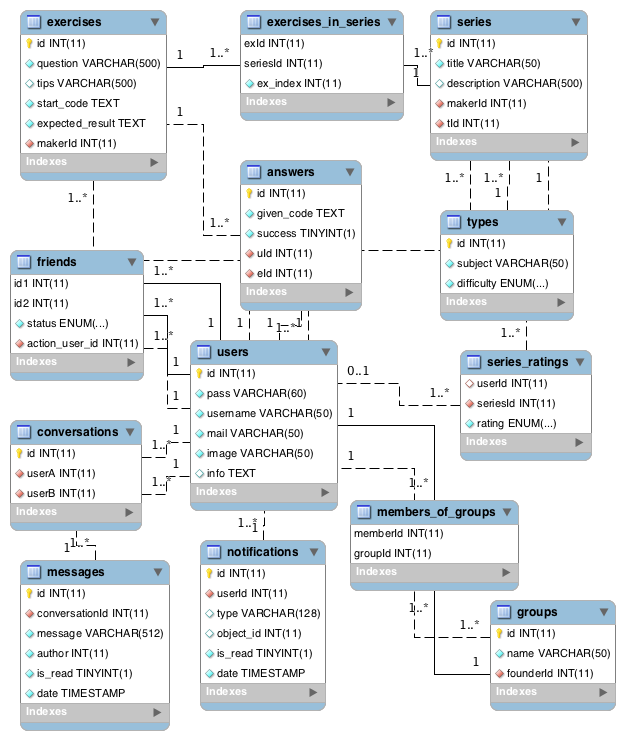 exercises
id INT(11)
question VARCHAR(500)
tips VARCHAR(500)
start_code TEXT
expected_result TEXT
makerId INT(11)
Indexes
exercises_in_series
exId INT(11)
seriesId INT(11)
ex_index INT(11)
Indexes
series
id INT(11)
title VARCHAR(50)
description VARCHAR(500)
makerId INT(11)
tId INT(11)
Indexes
1
1..*
1..*
1
1
1..*
1..*
answers
id INT(11)
given_code TEXT
success TINYINT(1)
uId INT(11)
eId INT(11)
Indexes
1..*
1..*
1
1
types
id INT(11)
subject VARCHAR(50)
difficulty ENUM(...)
Indexes
friends
id1 INT(11)
id2 INT(11)
status ENUM(...)
action_user_id INT(11)
Indexes
1..*
1..*
1..*
1
1
1
1
1
1..*
1
1..*
users
id INT(11)
pass VARCHAR(60)
username VARCHAR(50)
mail VARCHAR(50)
image VARCHAR(50)
info TEXT
Indexes
series_ratings
userId INT(11)
seriesId INT(11)
rating ENUM(...)
Indexes
0..1
1..*
1
1
1..*
conversations
id INT(11)
userA INT(11)
userB INT(11)
Indexes
1..*
1
1..*
1
1
1..*
1..*
1
members_of_groups
memberId INT(11)
groupId INT(11)
Indexes
messages
id INT(11)
conversationId INT(11)
message VARCHAR(512)
author INT(11)
is_read TINYINT(1)
date TIMESTAMP
Indexes
notifications
id INT(11)
userId INT(11)
type VARCHAR(128)
object_id INT(11)
is_read TINYINT(1)
date TIMESTAMP
Indexes
groups
id INT(11)
name VARCHAR(50)
founderId INT(11)
Indexes
1..*
1..*
1